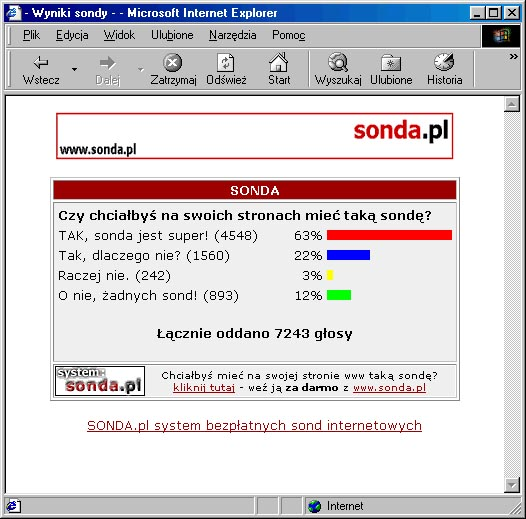 - Wyniki sondy - - Microsoft Internet Explorer
Plik Edycja Widok Ulubione Narzędzia Pomoc
Wstecz Dalej Zatrzymaj Odśwież Start Wyszukaj Ulubione Historia
sonda.pl
www.sonda.pl
SONDA
Czy chciałbyś na swoich stronach mieć taką sondę?
TAK, sonda jest super! (4548) 63%
Tak, dlaczego nie? (1560) 22%
Raczej nie. (242) 3%
O nie, żadnych sond! (893) 12%
Łącznie oddano 7243 głosy
system:
sonda.pl
Chciałbyś mieć na swojej stronie www taką sondę?
kliknij tutaj - weź ją za darmo z www.sonda.pl
SONDA.pl system bezpłatnych sond internetowych
Internet